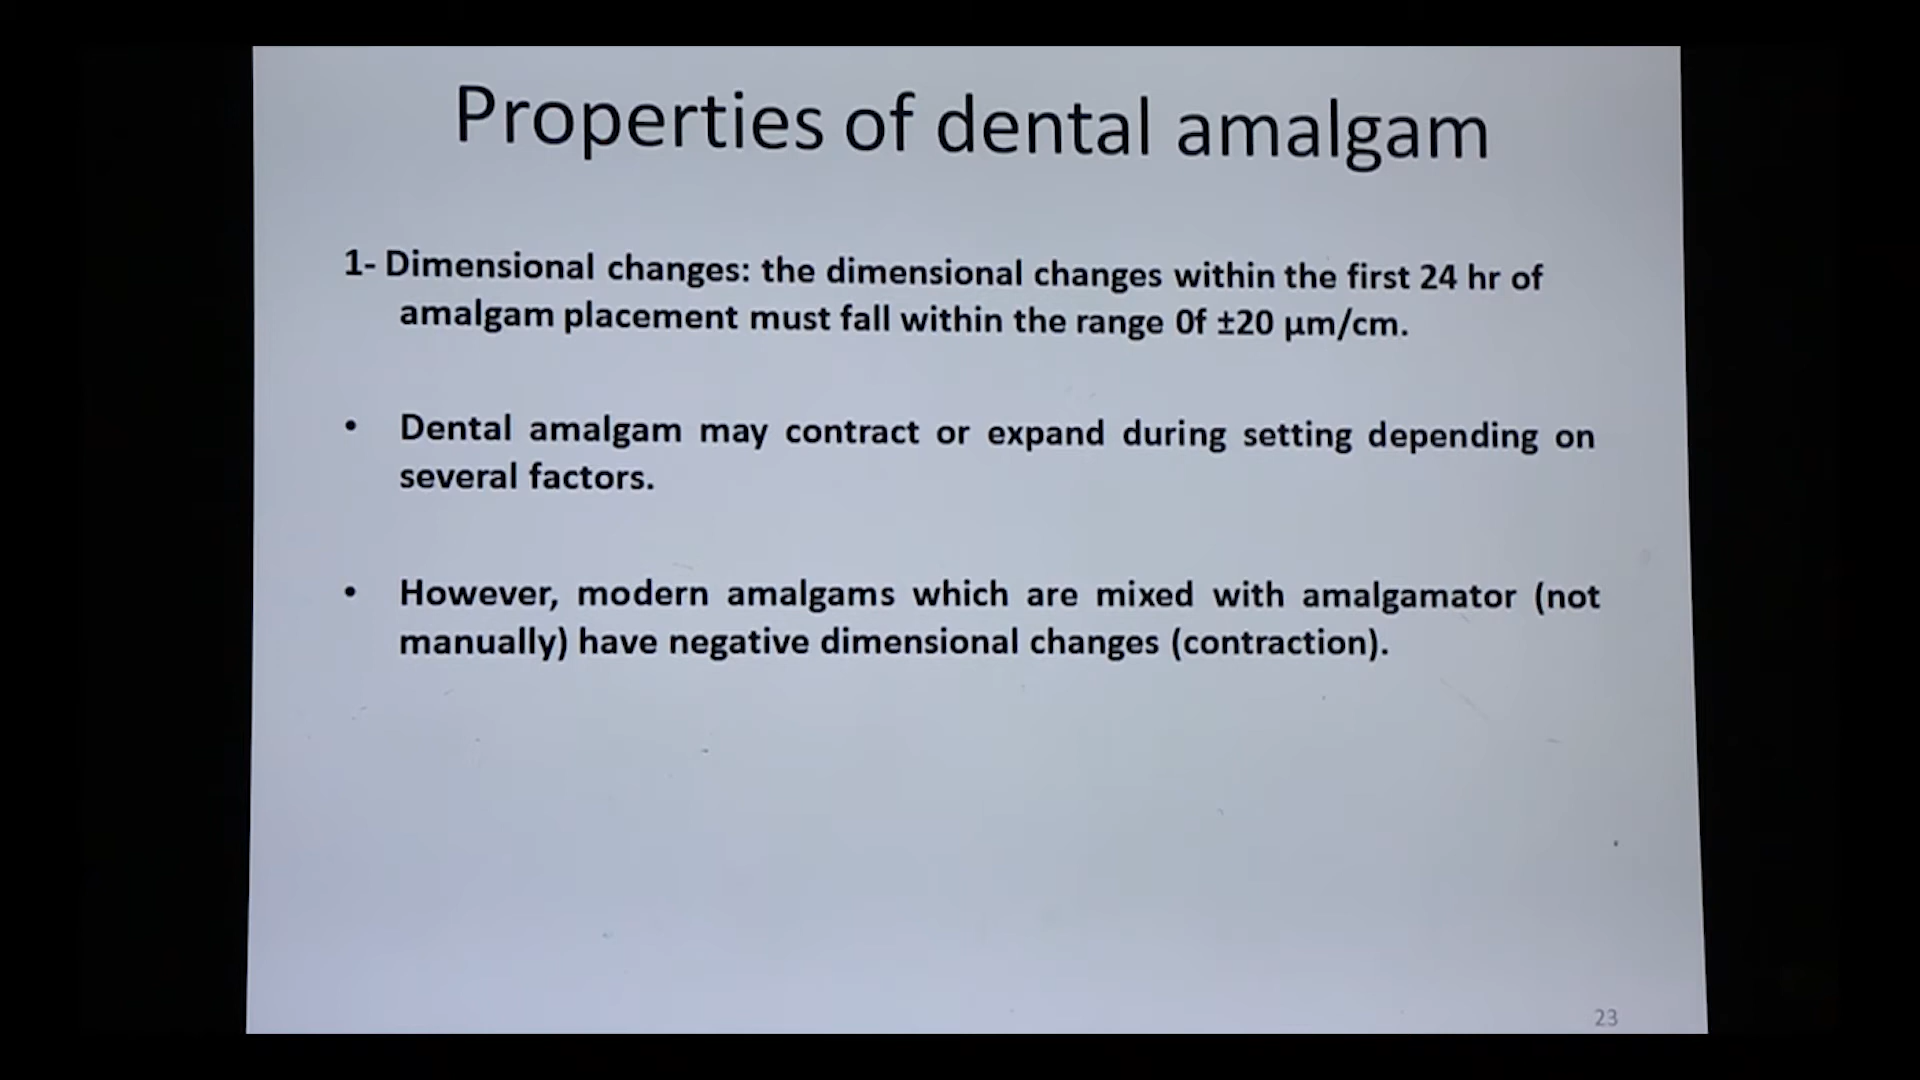 Properties of dental amalgam
1- Dimensional changes: the dimensional changes within the first 24 hr of
amalgam placement must fall within the range 0f ±20 µm/cm.
• Dental amalgam may contract or expand during setting depending on
several factors.
• However, modern amalgams which are mixed with amalgamator (not
manually) have negative dimensional changes (contraction).
23